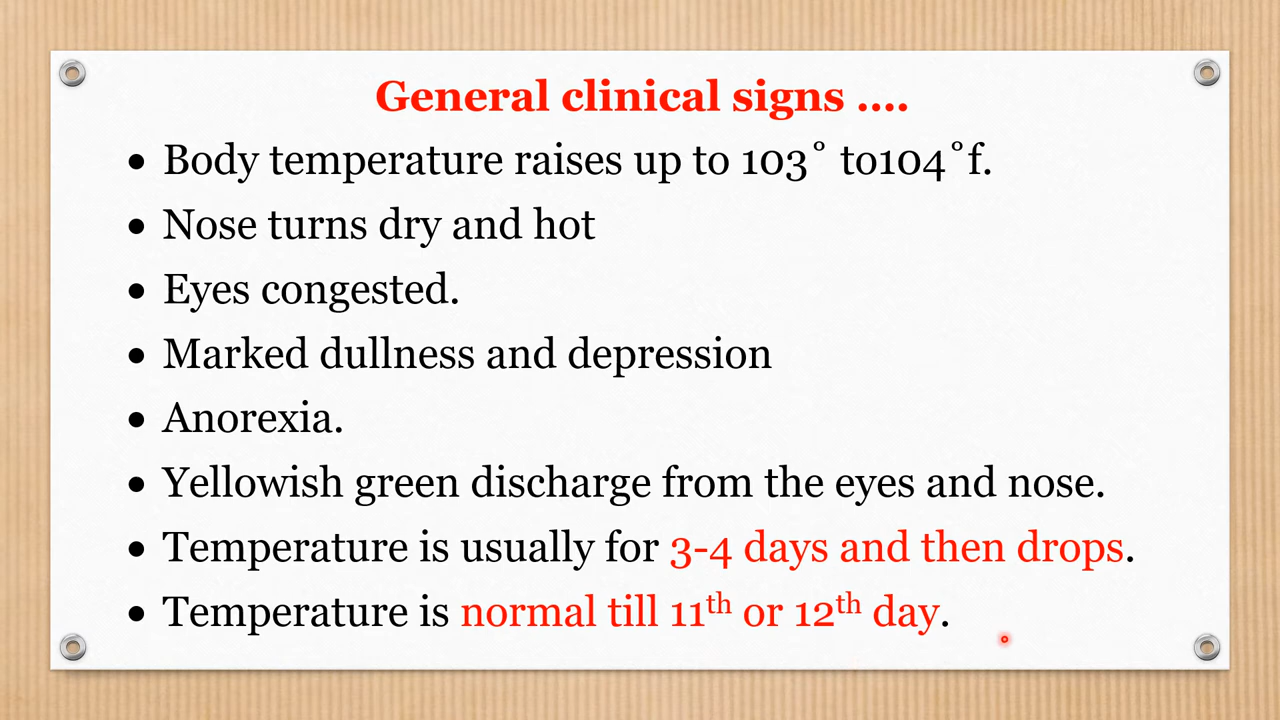 General clinical signs ....
• Body temperature raises up to 103˚ to104˚f.
• Nose turns dry and hot
• Eyes congested.
• Marked dullness and depression
• Anorexia.
• Yellowish green discharge from the eyes and nose.
• Temperature is usually for 3-4 days and then drops.
• Temperature is normal till 11th or 12th day.